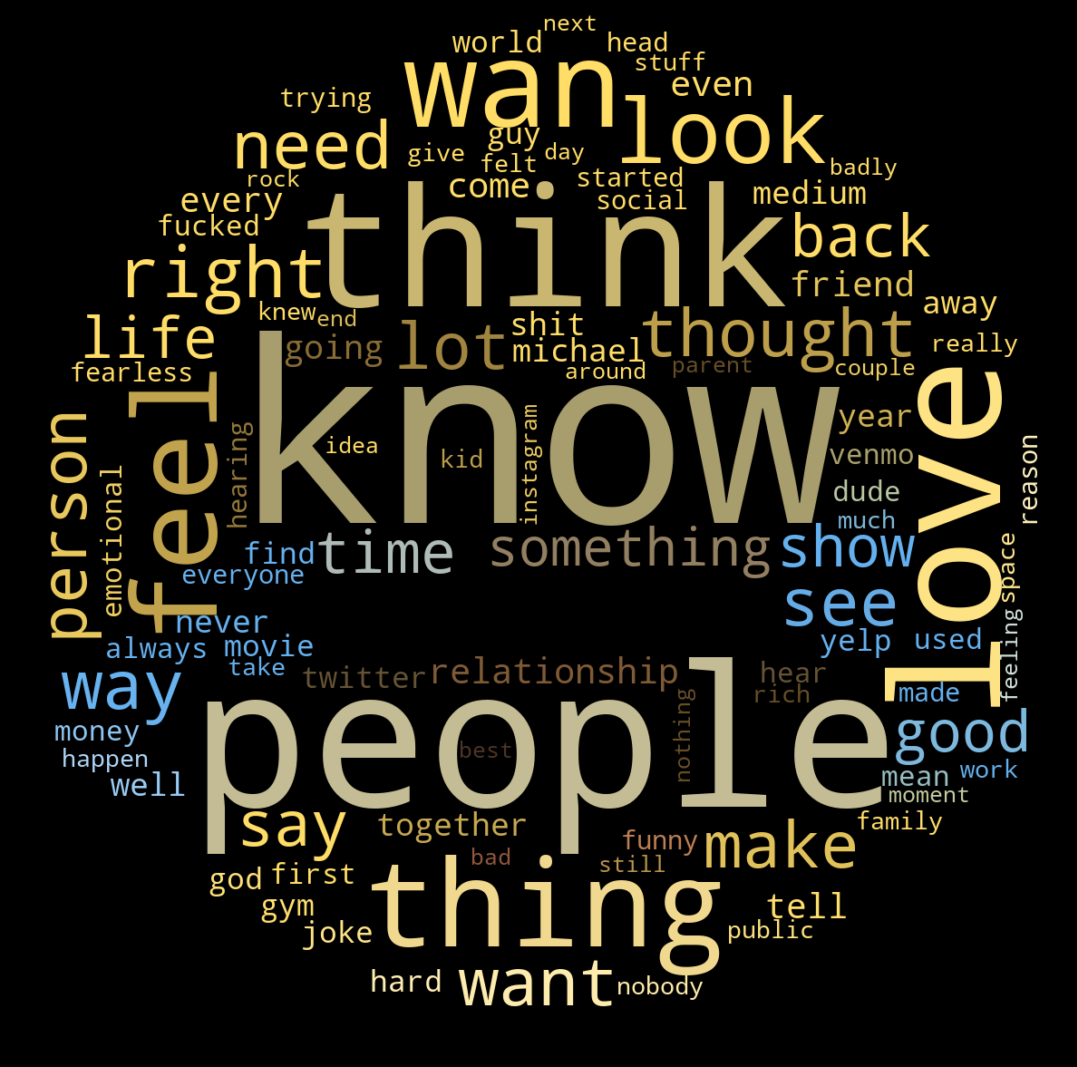 next
world
head
wan
stuff
even
trying
look
need
guy
give
felt
day
badly
rock
come
started
social
medium
every
think
fucked
back
right
friend
away
knew
end
life
shit
thought
really
going
lot
michael
fearless
around
parent
couple
feel
know
love
person
year
hearing
idea
kid
instagram
venmo
reason
emotional
dude
much
find
time
something
show
space
everyone
see
never
yelp
used
feeling
always
movie
take
twitter
relationship
hear
rich
way
people
made
nothing
good
money
best
happen
well
mean
work
moment
say
together
funny
make
family
bad
still
god
first
thing
gym
tell
joke
public
hard
want
nobody